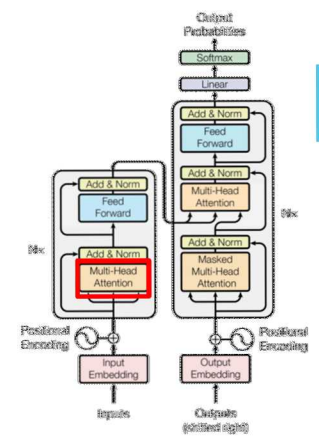 Output
Probabilities
Softmax
Linear
Add & Norm
Feed
Forward
Add & Norm
Multi-Head
Attention
Add & Norm
Masked
Multi-Head
Attention
Nx
Add & Norm
Feed
Forward
Nx
Add & Norm
Multi-Head
Attention
Positional
Encoding
Positional
Encoding
Input
Embedding
Output
Embedding
Inputs
Outputs
(shifted right)